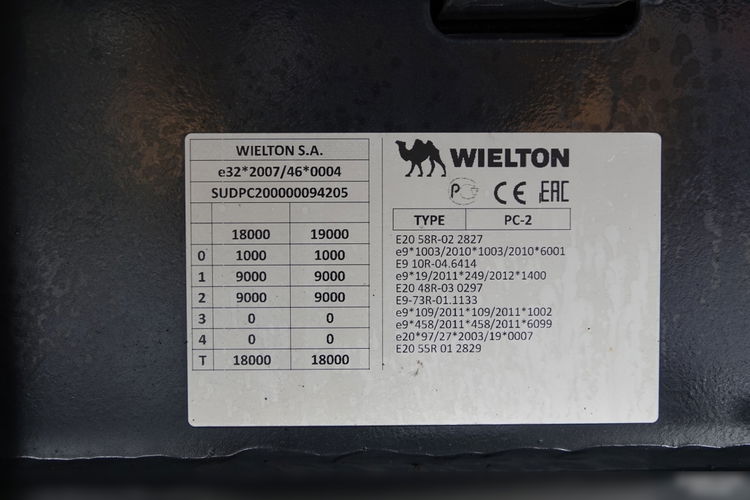 WIELTON S.A.
e32*2007/46*0004
SUDPC200000094205
18000 19000
0 1000 1000
1 9000 9000
2 9000 9000
3 0 0
4 0 0
T 18000 18000
WIELTON
CE EAC
TYPE PC-2
E20 58R-02 2827
e9*1003/2010*1003/2010*6001
E9 10R-04.6414
e9*19/2011*249/2012*1400
E20 48R-03 0297
E9-73R-01.1133
e9*109/2011*109/2011*1002
e9*458/2011*458/2011*6099
e20*97/27*2003/19*0007
E20 55R 01 2829